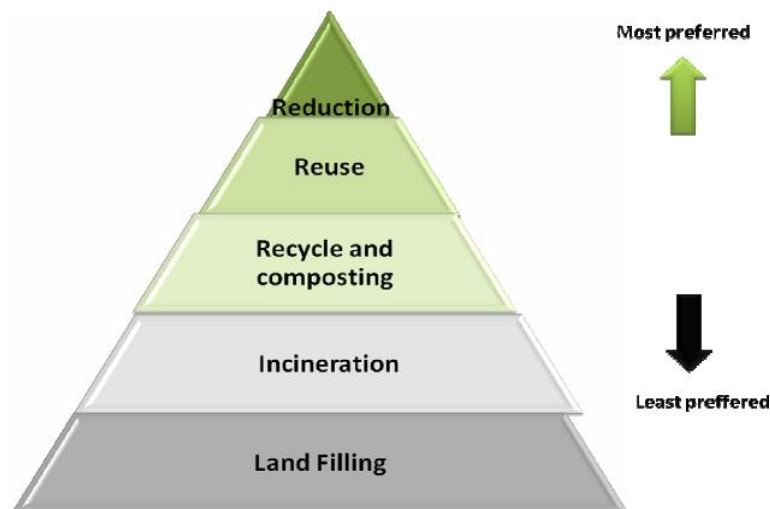 Most preferred
Reduction
Reuse
Recycle and
composting
Incineration
Least preffered
Land Filling